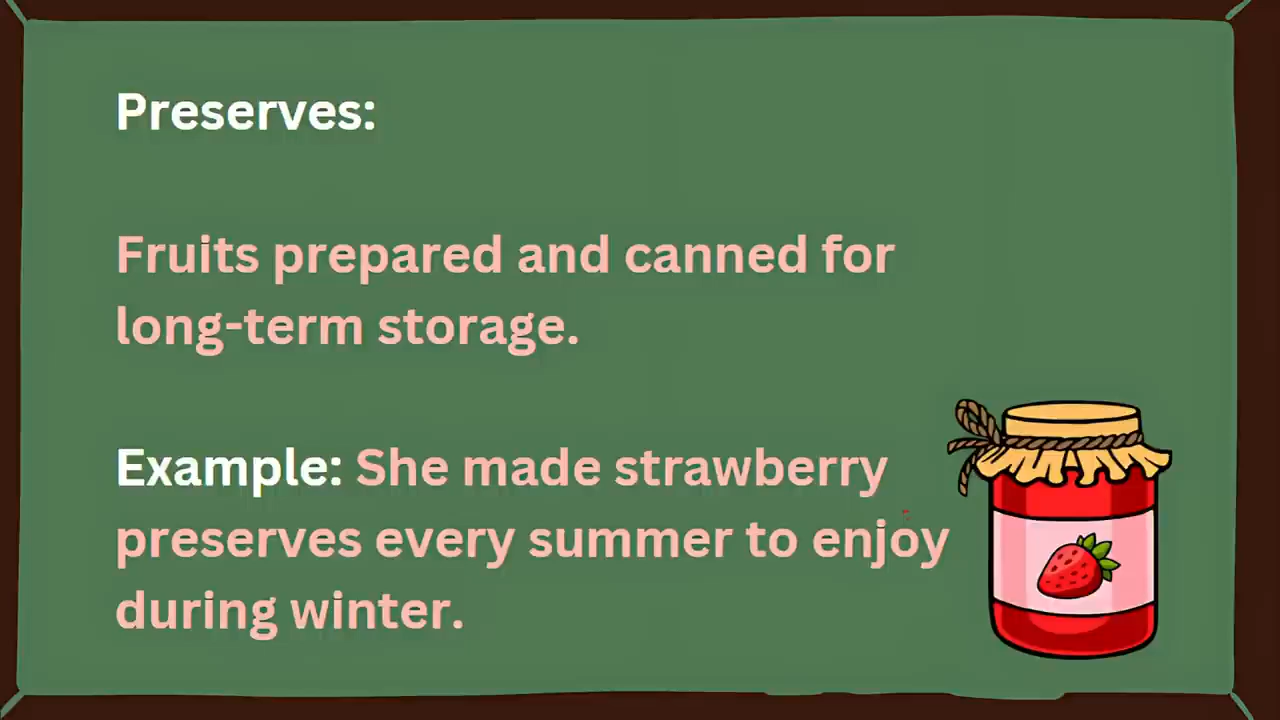 Preserves:
Fruits prepared and canned for
long-term storage.
Example: She made strawberry
preserves every summer to enjoy
during winter.